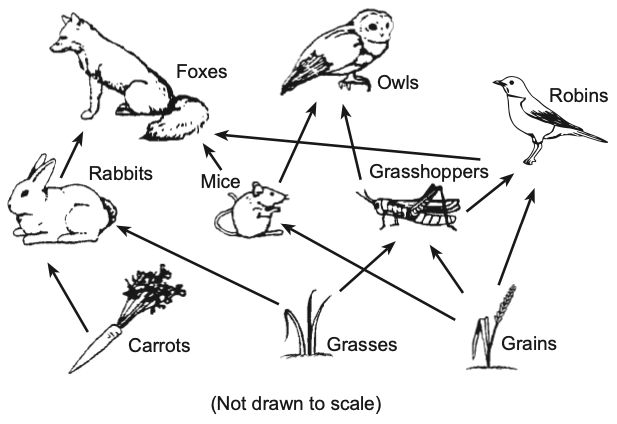 Foxes
Owls
Robins
Rabbits
Mice
Grasshoppers
Carrots
Grasses
Grains
(Not drawn to scale)